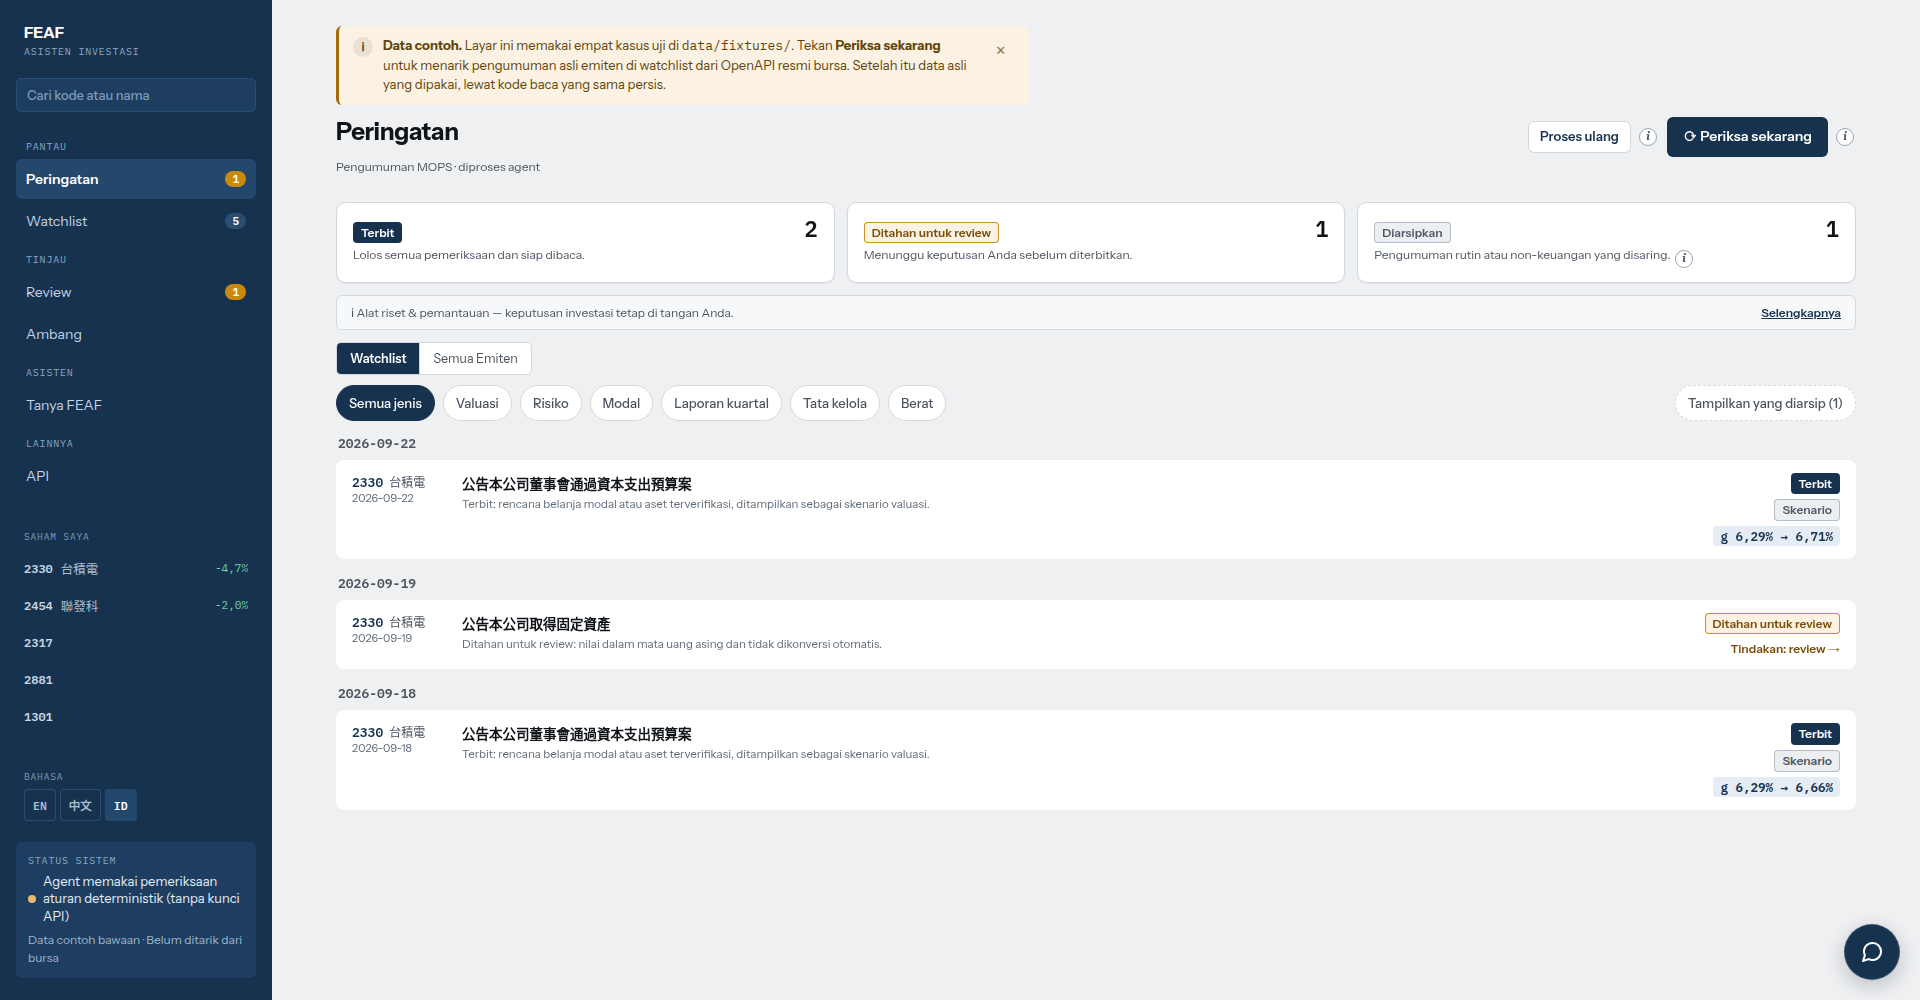 FEAF
ASISTEN INVESTASI
Cari kode atau nama
PANTAU
Peringatan 1
Watchlist 5
TINJAU
Review 1
Ambang
ASISTEN
Tanya FEAF
LAINNYA
API
SAHAM SAYA
2330 台積電 -4,7%
2454 聯發科 -2,0%
2317
2881
1301
BAHASA
EN 中文 ID
STATUS SISTEM
Agent memakai pemeriksaan
aturan deterministik (tanpa kunci
API)
Data contoh bawaan · Belum ditarik dari
bursa
i Data contoh. Layar ini memakai empat kasus uji di data/fixtures/. Tekan Periksa sekarang ×
untuk menarik pengumuman asli emiten di watchlist dari OpenAPI resmi bursa. Setelah itu data asli
yang dipakai, lewat kode baca yang sama persis.
Peringatan
Proses ulang i ⟳ Periksa sekarang i
Pengumuman MOPS · diproses agent
Terbit 2
Lolos semua pemeriksaan dan siap dibaca.
Ditahan untuk review 1
Menunggu keputusan Anda sebelum diterbitkan.
Diarsipkan 1
Pengumuman rutin atau non-keuangan yang disaring. i
i Alat riset & pemantauan — keputusan investasi tetap di tangan Anda. Selengkapnya
Watchlist Semua Emiten
Semua jenis Valuasi Risiko Modal Laporan kuartal Tata kelola Berat Tampilkan yang diarsip (1)
2026-09-22
2330 台積電 公告本公司董事會通過資本支出預算案 Terbit
2026-09-22 Terbit: rencana belanja modal atau aset terverifikasi, ditampilkan sebagai skenario valuasi.
Skenario
g 6,29% → 6,71%
2026-09-19
2330 台積電 公告本公司取得固定資產 Ditahan untuk review
2026-09-19 Ditahan untuk review: nilai dalam mata uang asing dan tidak dikonversi otomatis.
Tindakan: review →
2026-09-18
2330 台積電 公告本公司董事會通過資本支出預算案 Terbit
2026-09-18 Terbit: rencana belanja modal atau aset terverifikasi, ditampilkan sebagai skenario valuasi.
Skenario
g 6,29% → 6,66%